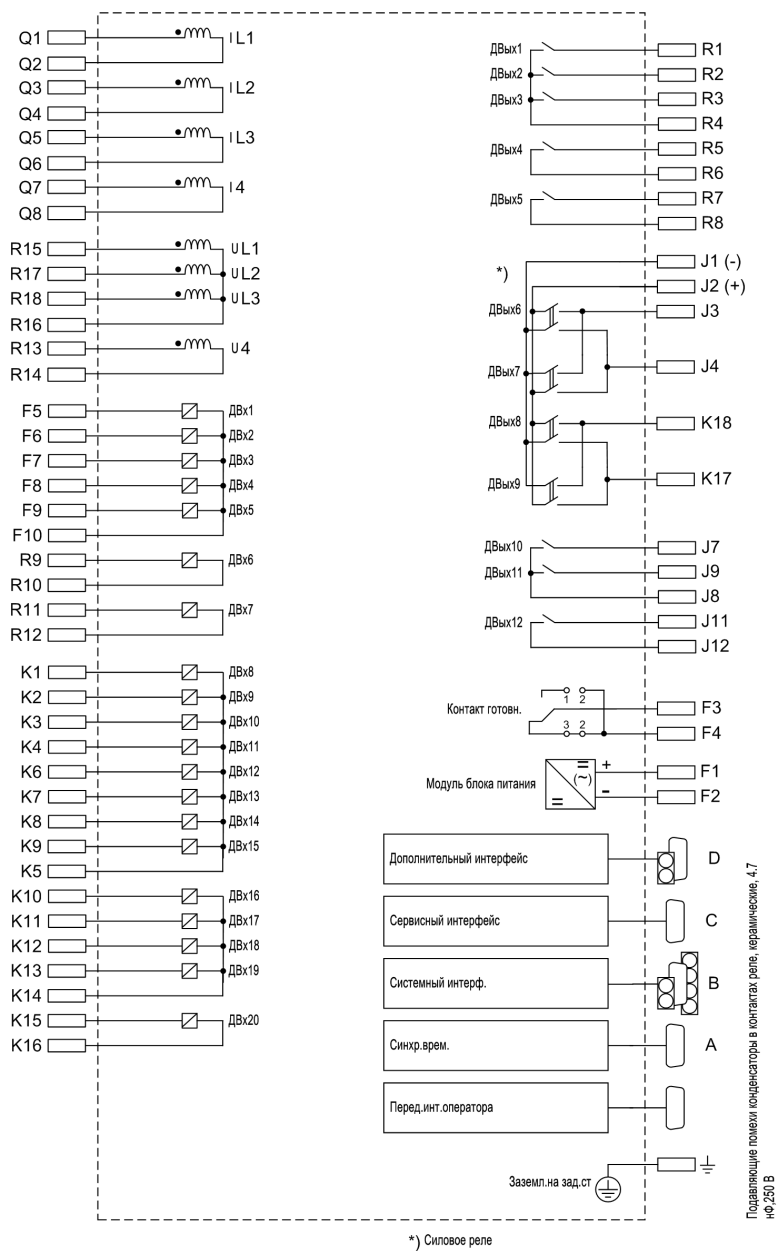 Q1
IL1
Q2
Q3
IL2
Q4
Q5
IL3
Q6
Q7
I4
Q8
R15
UL1
R17
UL2
R18
UL3
R16
R13
U4
R14
F5
ДВх1
F6
ДВх2
F7
ДВх3
F8
ДВх4
F9
ДВх5
F10
R9
ДВх6
R10
R11
ДВх7
R12
K1
ДВх8
K2
ДВх9
K3
ДВх10
K4
ДВх11
K6
ДВх12
K7
ДВх13
K8
ДВх14
K9
ДВх15
K5
K10
ДВх16
K11
ДВх17
K12
ДВх18
K13
ДВх19
K14
K15
ДВх20
K16
ДВых1
R1
ДВых2
R2
ДВых3
R3
R4
ДВых4
R5
R6
ДВых5
R7
R8
*)
J1 (-)
J2 (+)
ДВых6
J3
ДВых7
J4
ДВых8
K18
ДВых9
K17
ДВых10
J7
ДВых11
J9
J8
ДВых12
J11
J12
Контакт готовн.
1 2
3 2
F3
F4
Модуль блока питания
(~)
+
-
F1
F2
Дополнительный интерфейс
D
Сервисный интерфейс
C
Системный интерф.
B
Синхр.врем.
A
Перед.инт.оператора
Заземл.на зад.ст
*) Силовое реле
Подавляющие помехи конденсаторы в контактах реле, керамические, 4.7
нФ,250 В